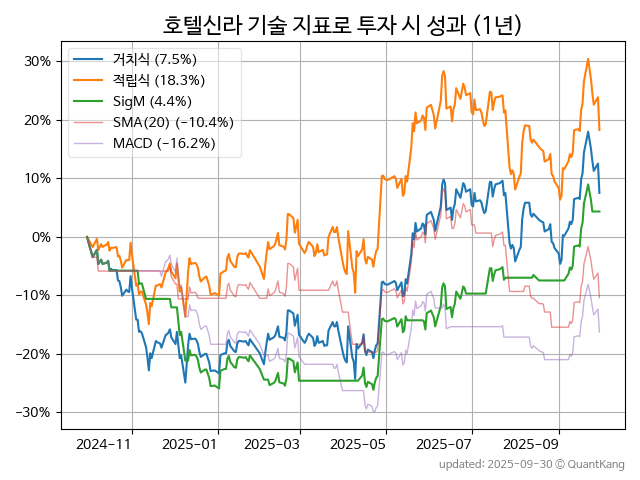 호텔신라 기술 지표로 투자 시 성과 (1년)
거치식 (7.5%)
적립식 (18.3%)
SigM (4.4%)
SMA(20) (−10.4%)
MACD (−16.2%)
30%
20%
10%
0%
−10%
−20%
−30%
2024-11
2025-01
2025-03
2025-05
2025-07
2025-09
updated: 2025-09-30 © QuantKang